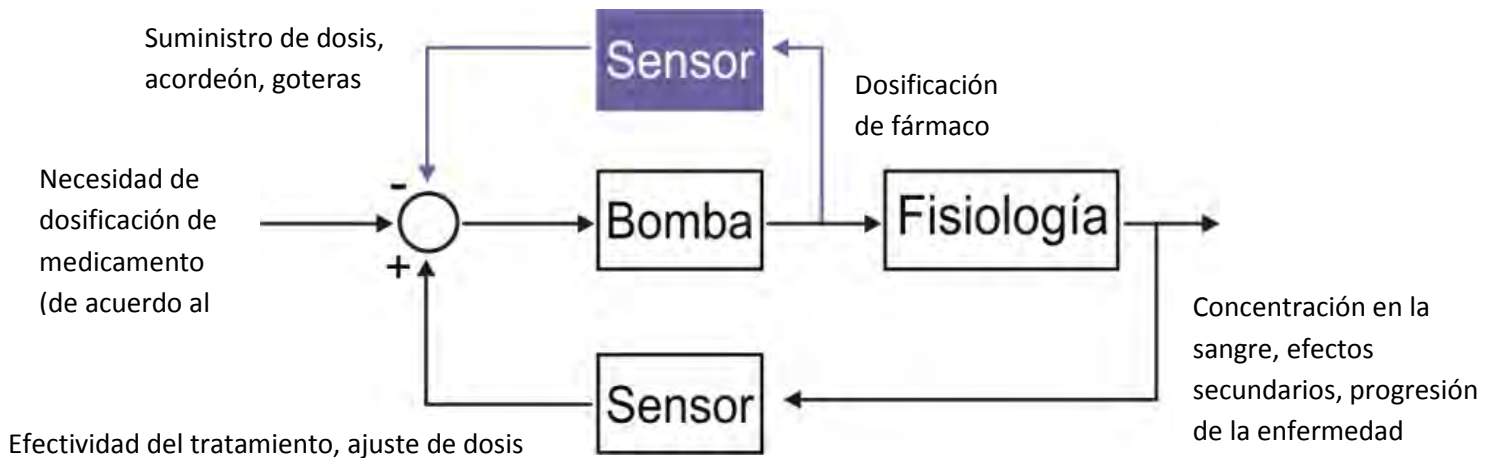 Suministro de dosis,
acordeón, goteras
Sensor
Dosificación
de fármaco
Necesidad de
dosificación de
medicamento
(de acuerdo al
-
+
Bomba
Fisiología
Sensor
Concentración en la
sangre, efectos
secundarios, progresión
de la enfermedad
Efectividad del tratamiento, ajuste de dosis